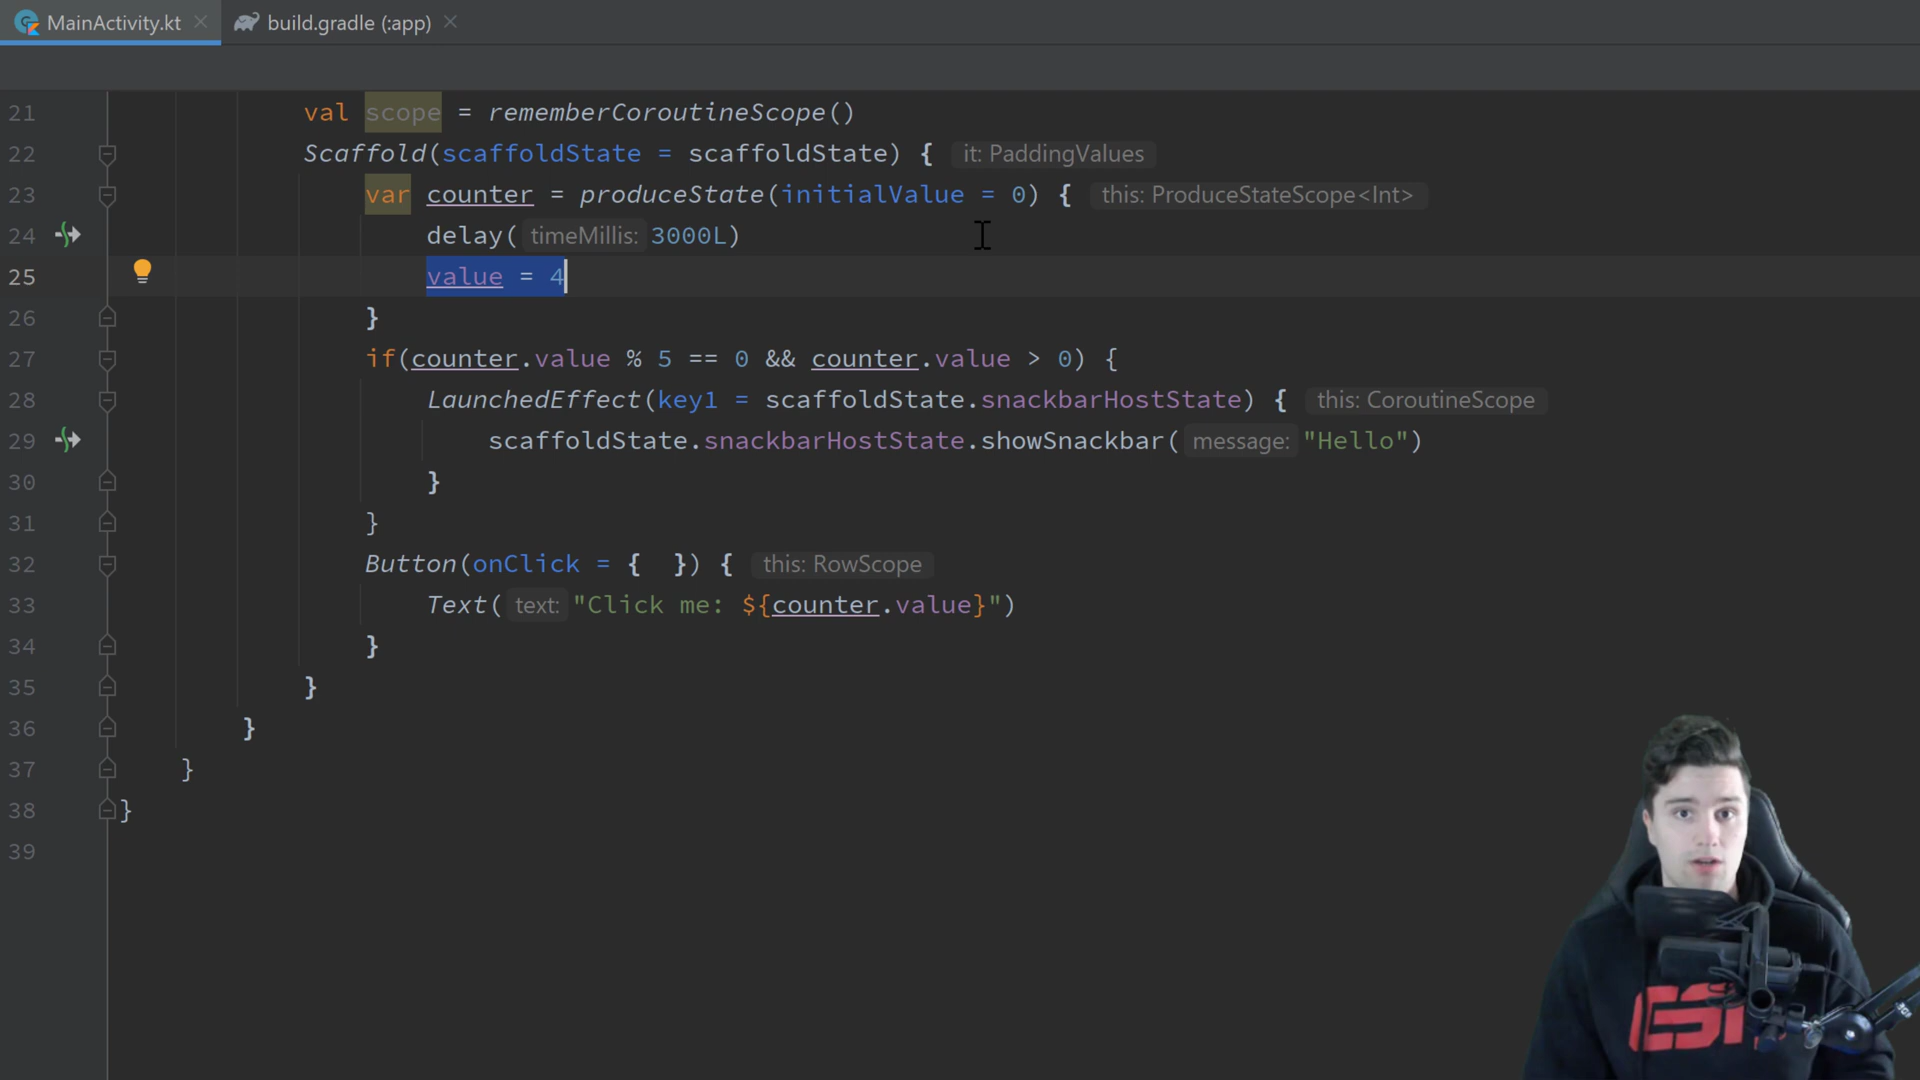 MainActivity.kt build.gradle (:app)
21 val scope = rememberCoroutineScope()
22 Scaffold(scaffoldState = scaffoldState) { it: PaddingValues
23 var counter = produceState(initialValue = 0) { this: ProduceStateScope<Int>
24 delay( timeMillis: 3000L)
25 value = 4
26 }
27 if(counter.value % 5 == 0 && counter.value > 0) {
28 LaunchedEffect(key1 = scaffoldState.snackbarHostState) { this: CoroutineScope
29 scaffoldState.snackbarHostState.showSnackbar( message: "Hello")
30 }
31 }
32 Button(onClick = { }) { this: RowScope
33 Text( text: "Click me: ${counter.value}")
34 }
35 }
36 }
37 }
38 }
39